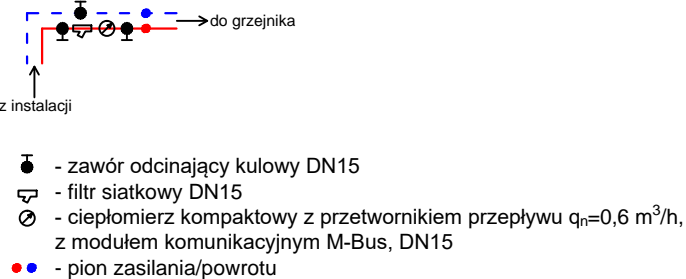 do grzejnika
z instalacji
- zawór odcinający kulowy DN15
- filtr siatkowy DN15
- ciepłomierz kompaktowy z przetwornikiem przepływu qₙ=0,6 m³/h,
z modułem komunikacyjnym M-Bus, DN15
- pion zasilania/powrotu